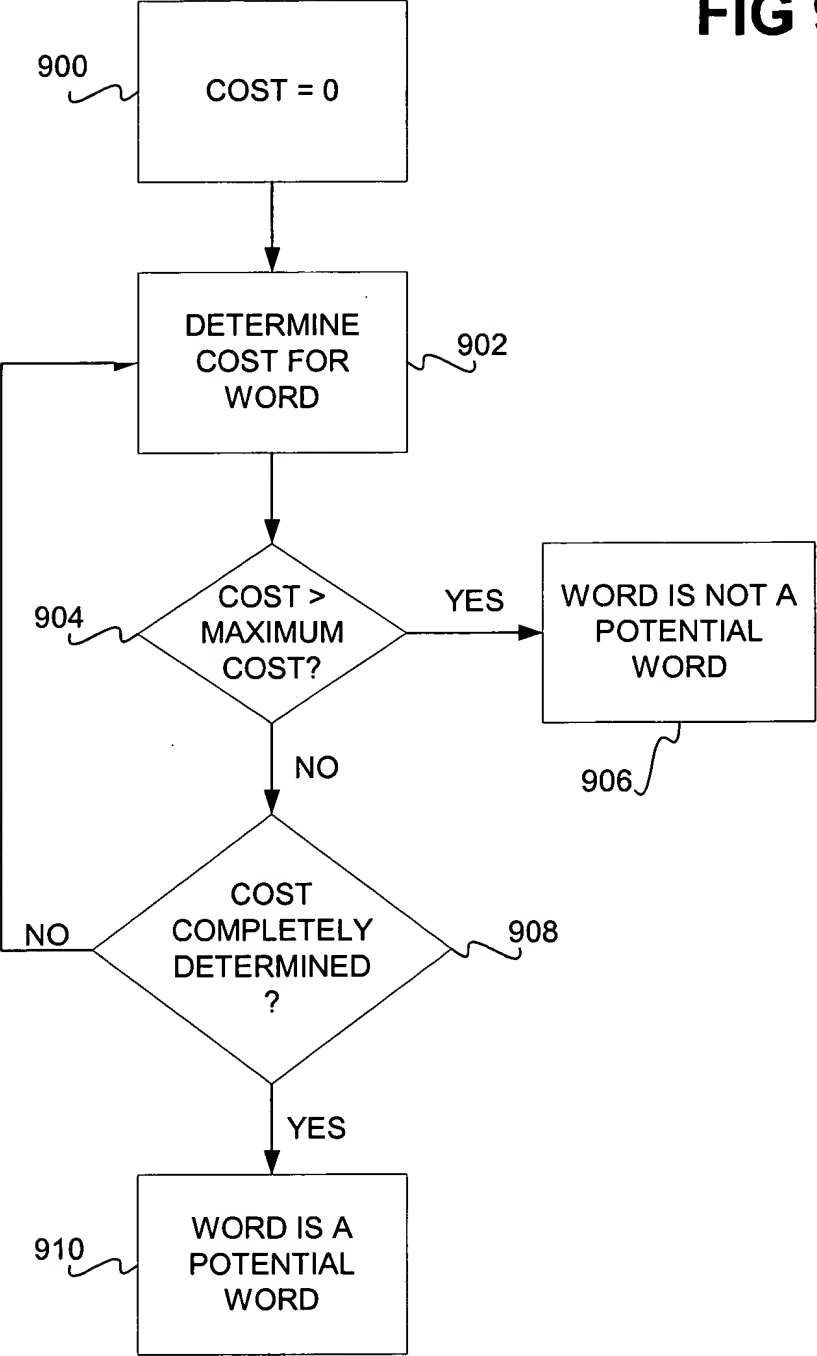 FIG 9
900
COST = 0
DETERMINE
COST FOR
WORD
902
904
COST >
MAXIMUM
COST?
YES
WORD IS NOT A
POTENTIAL
WORD
906
NO
COST
COMPLETELY
DETERMINED
?
908
NO
YES
910
WORD IS A
POTENTIAL
WORD